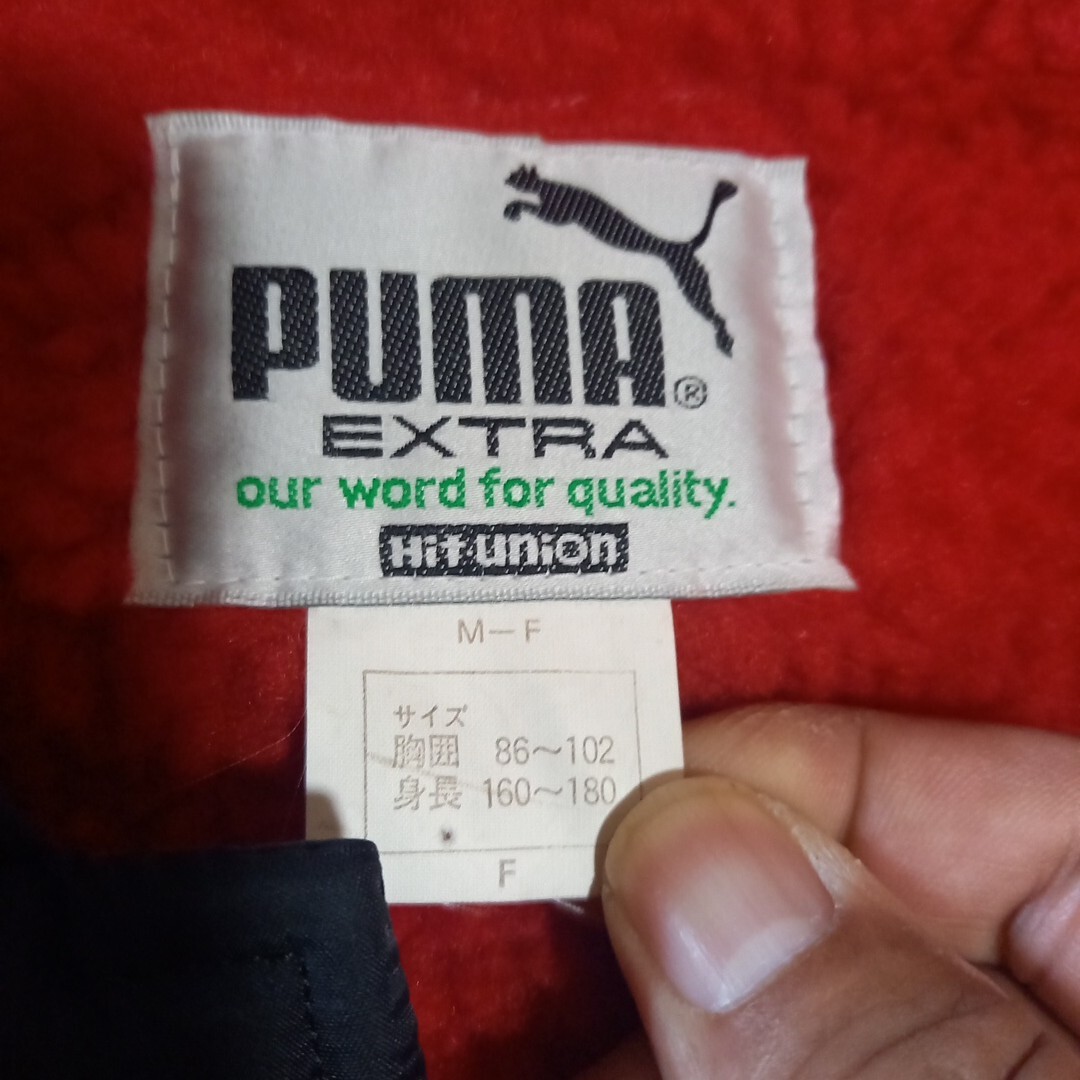 PUMA®
EXTRA
our word for quality.
Hit union
M－F
サイズ
胸囲 86～102
身長 160～180
F